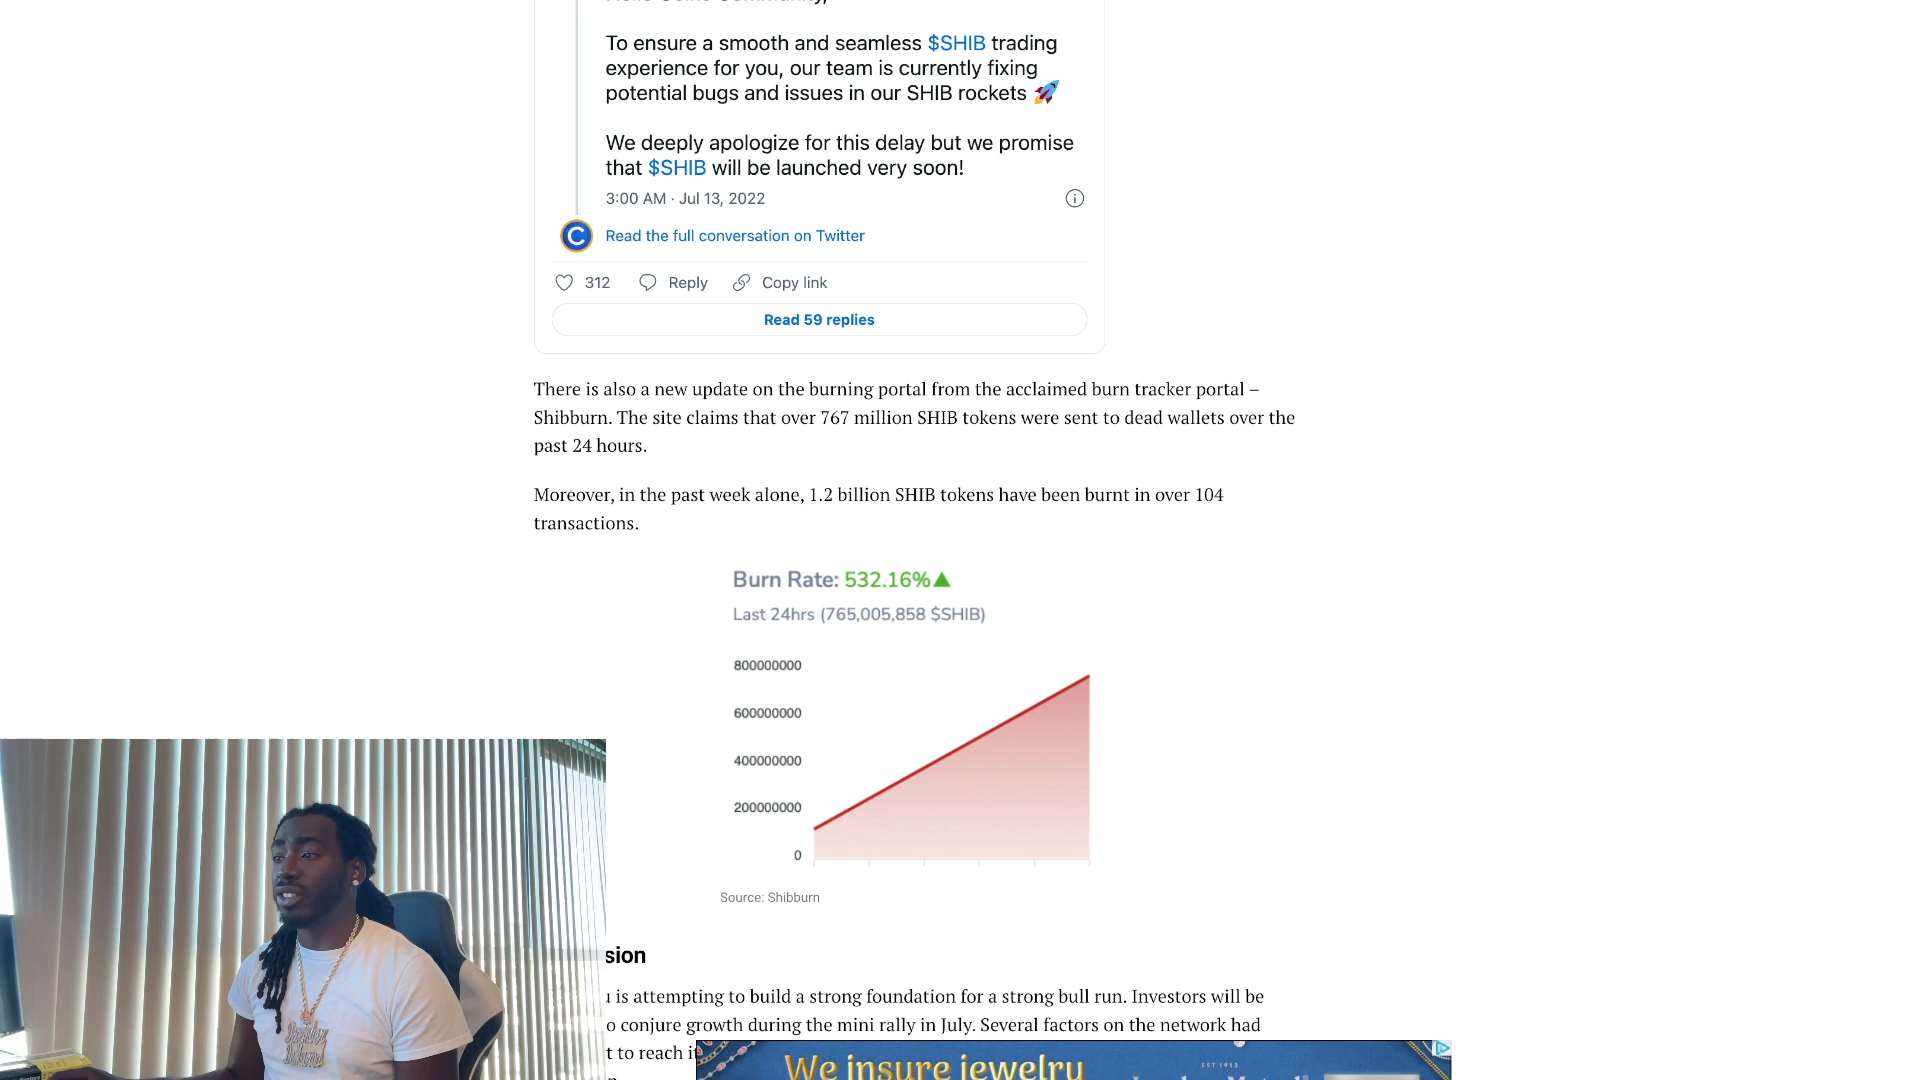 To ensure a smooth and seamless $SHIB trading
experience for you, our team is currently fixing
potential bugs and issues in our SHIB rockets 🚀
We deeply apologize for this delay but we promise
that $SHIB will be launched very soon!
3:00 AM · Jul 13, 2022
Read the full conversation on Twitter
312 Reply Copy link
Read 59 replies
There is also a new update on the burning portal from the acclaimed burn tracker portal –
Shibburn. The site claims that over 767 million SHIB tokens were sent to dead wallets over the
past 24 hours.
Moreover, in the past week alone, 1.2 billion SHIB tokens have been burnt in over 104
transactions.
Burn Rate: 532.16%▲
Last 24hrs (765,005,858 $SHIB)
800000000
600000000
400000000
200000000
0
Source: Shibburn
sion
is attempting to build a strong foundation for a strong bull run. Investors will be
o conjure growth during the mini rally in July. Several factors on the network had
t to reach
We insure jewelry
EST 1913